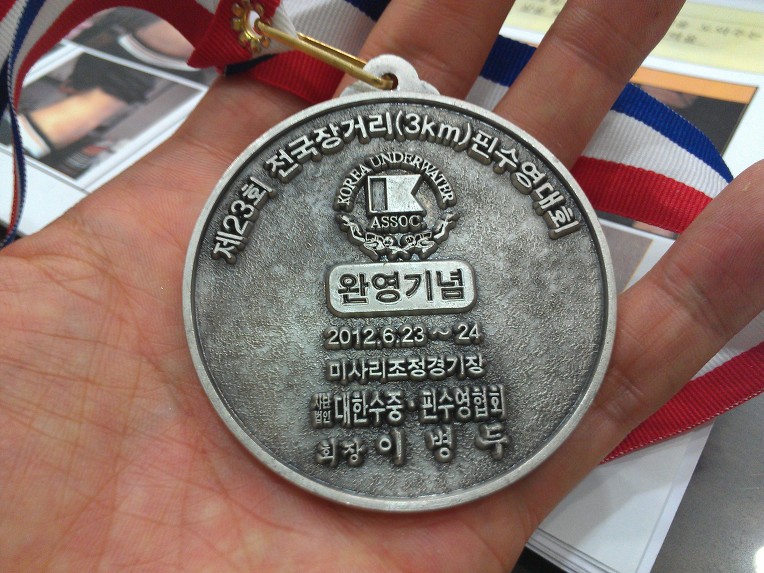 제23회 전국장거리(3km)핀수영대회
KOREA UNDERWATER
ASSOC.
완영기념
2012.6.23~24
미사리조정경기장
사단법인 대한수중·핀수영협회
회장 이병두